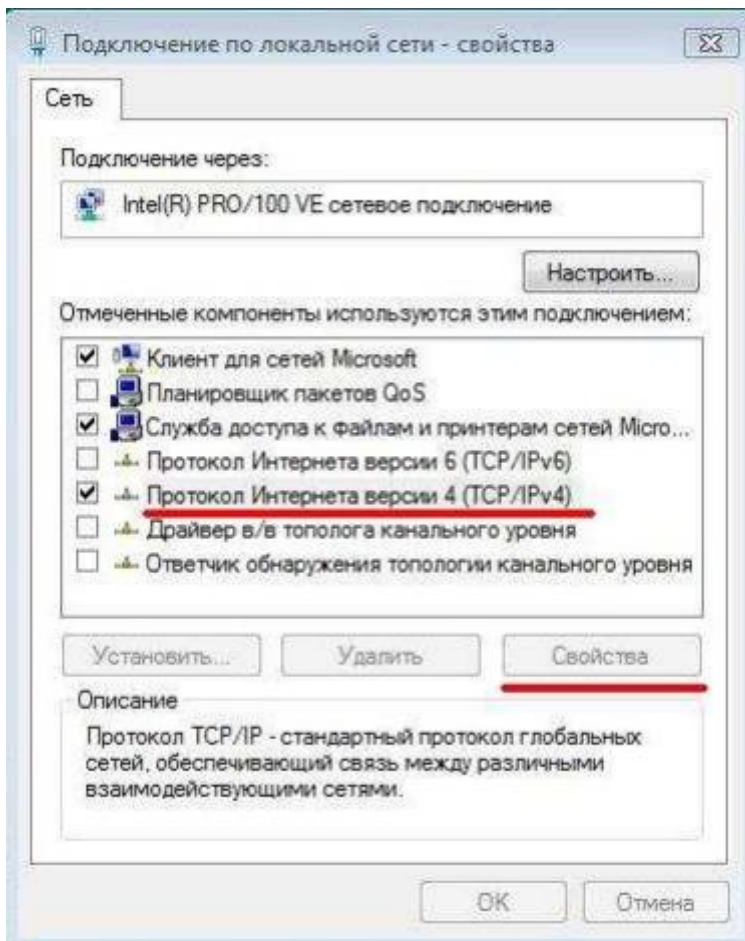 Подключение по локальной сети - свойства
Сеть
Подключение через:
Intel(R) PRO/100 VE сетевое подключение
Настроить...
Отмеченные компоненты используются этим подключением:
Клиент для сетей Microsoft
Планировщик пакетов QoS
Служба доступа к файлам и принтерам сетей Micro...
Протокол Интернета версии 6 (TCP/IPv6)
Протокол Интернета версии 4 (TCP/IPv4)
Драйвер в/в тополога канального уровня
Ответчик обнаружения топологии канального уровня
Установить...
Удалить
Свойства
Описание
Протокол TCP/IP - стандартный протокол глобальных
сетей, обеспечивающий связь между различными
взаимодействующими сетями.
OK
Отмена